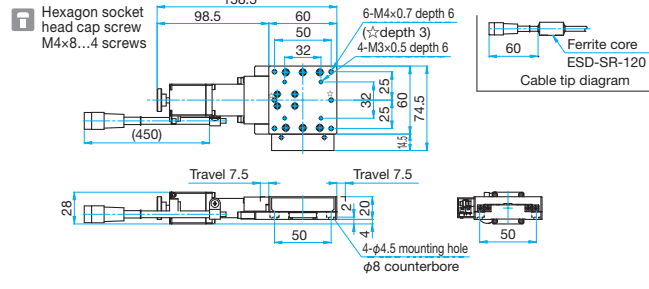 Hexagon socket
head cap screw
M4×8...4 screws
158.5
98.5
60
50
32
6-M4×0.7 depth 6
(☆depth 3)
4-M3×0.5 depth 6
60
Ferrite core
ESD-SR-120
Cable tip diagram
☆
25
32
25
60
74.5
14.5
(450)
Travel 7.5
Travel 7.5
28
2
20
4
50
50
4-φ4.5 mounting hole
φ8 counterbore